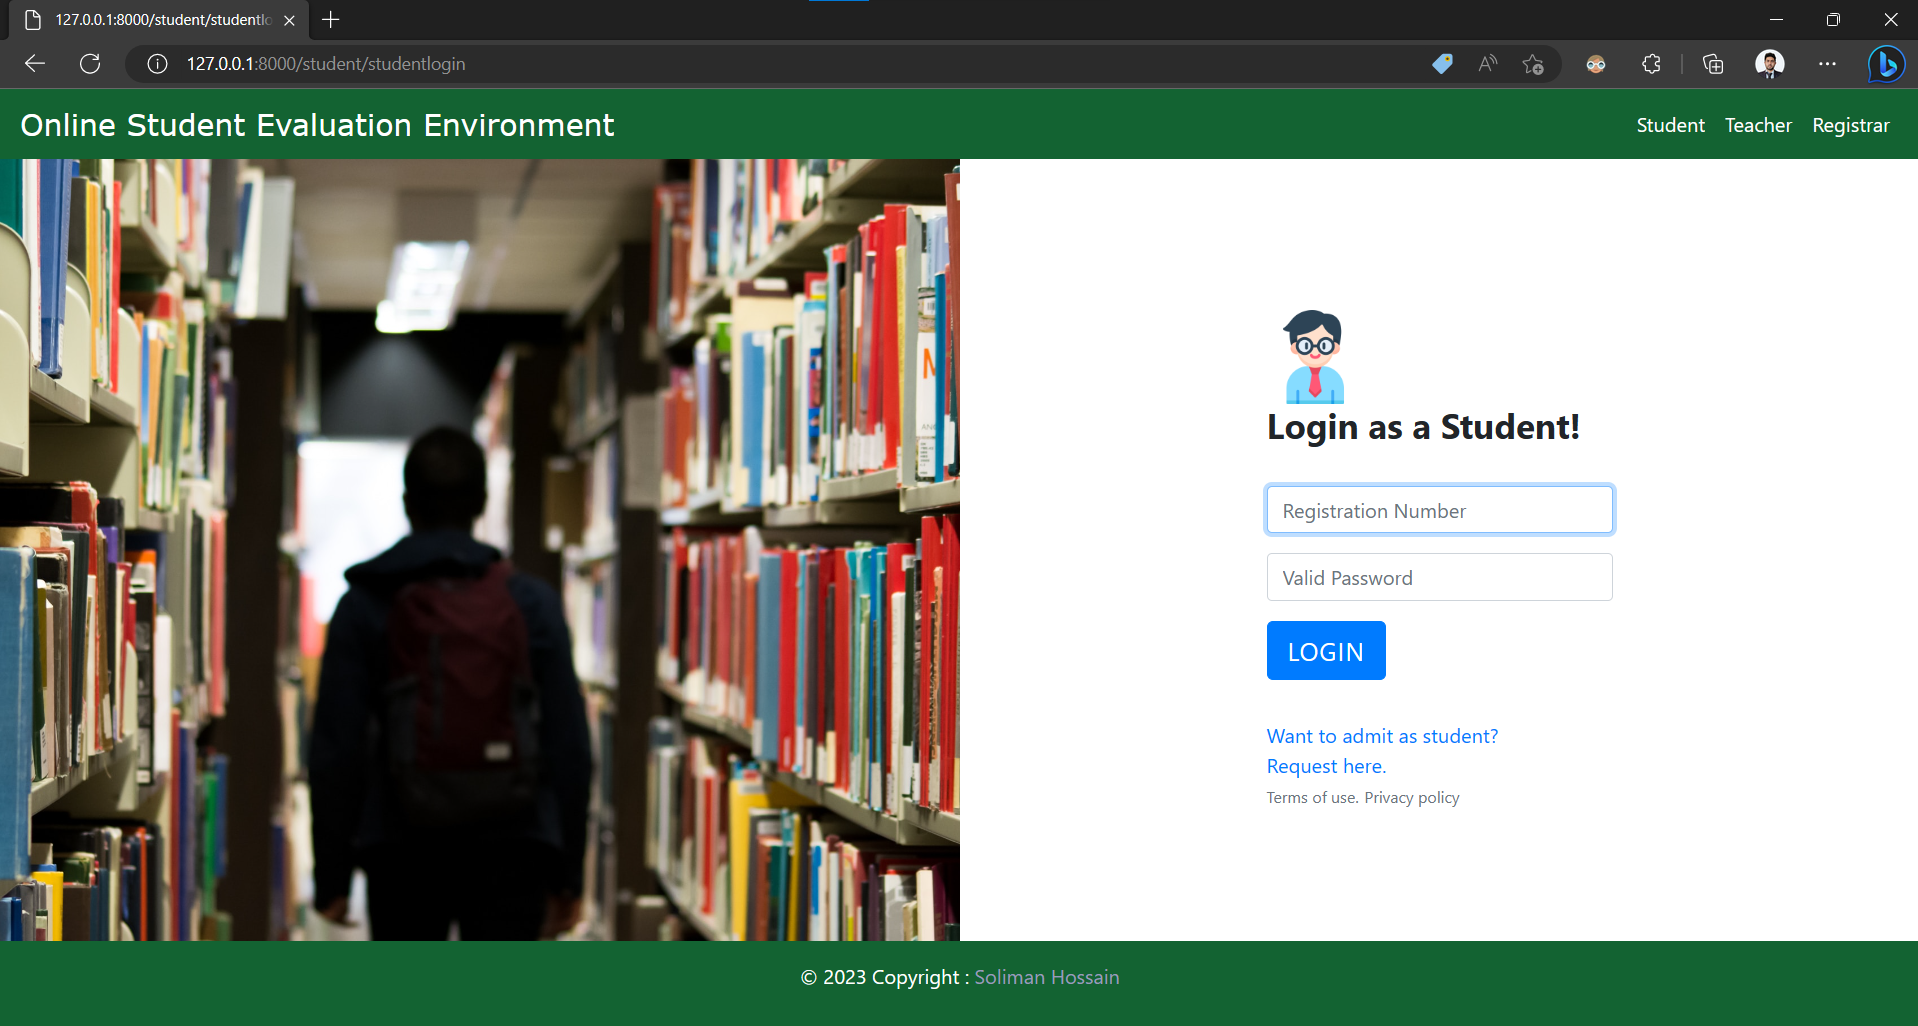 127.0.0.1:8000/student/studentlo
127.0.0.1:8000/student/studentlogin
Online Student Evaluation Environment
Student Teacher Registrar
Login as a Student!
Registration Number
Valid Password
LOGIN
Want to admit as student?
Request here.
Terms of use. Privacy policy
© 2023 Copyright : Soliman Hossain